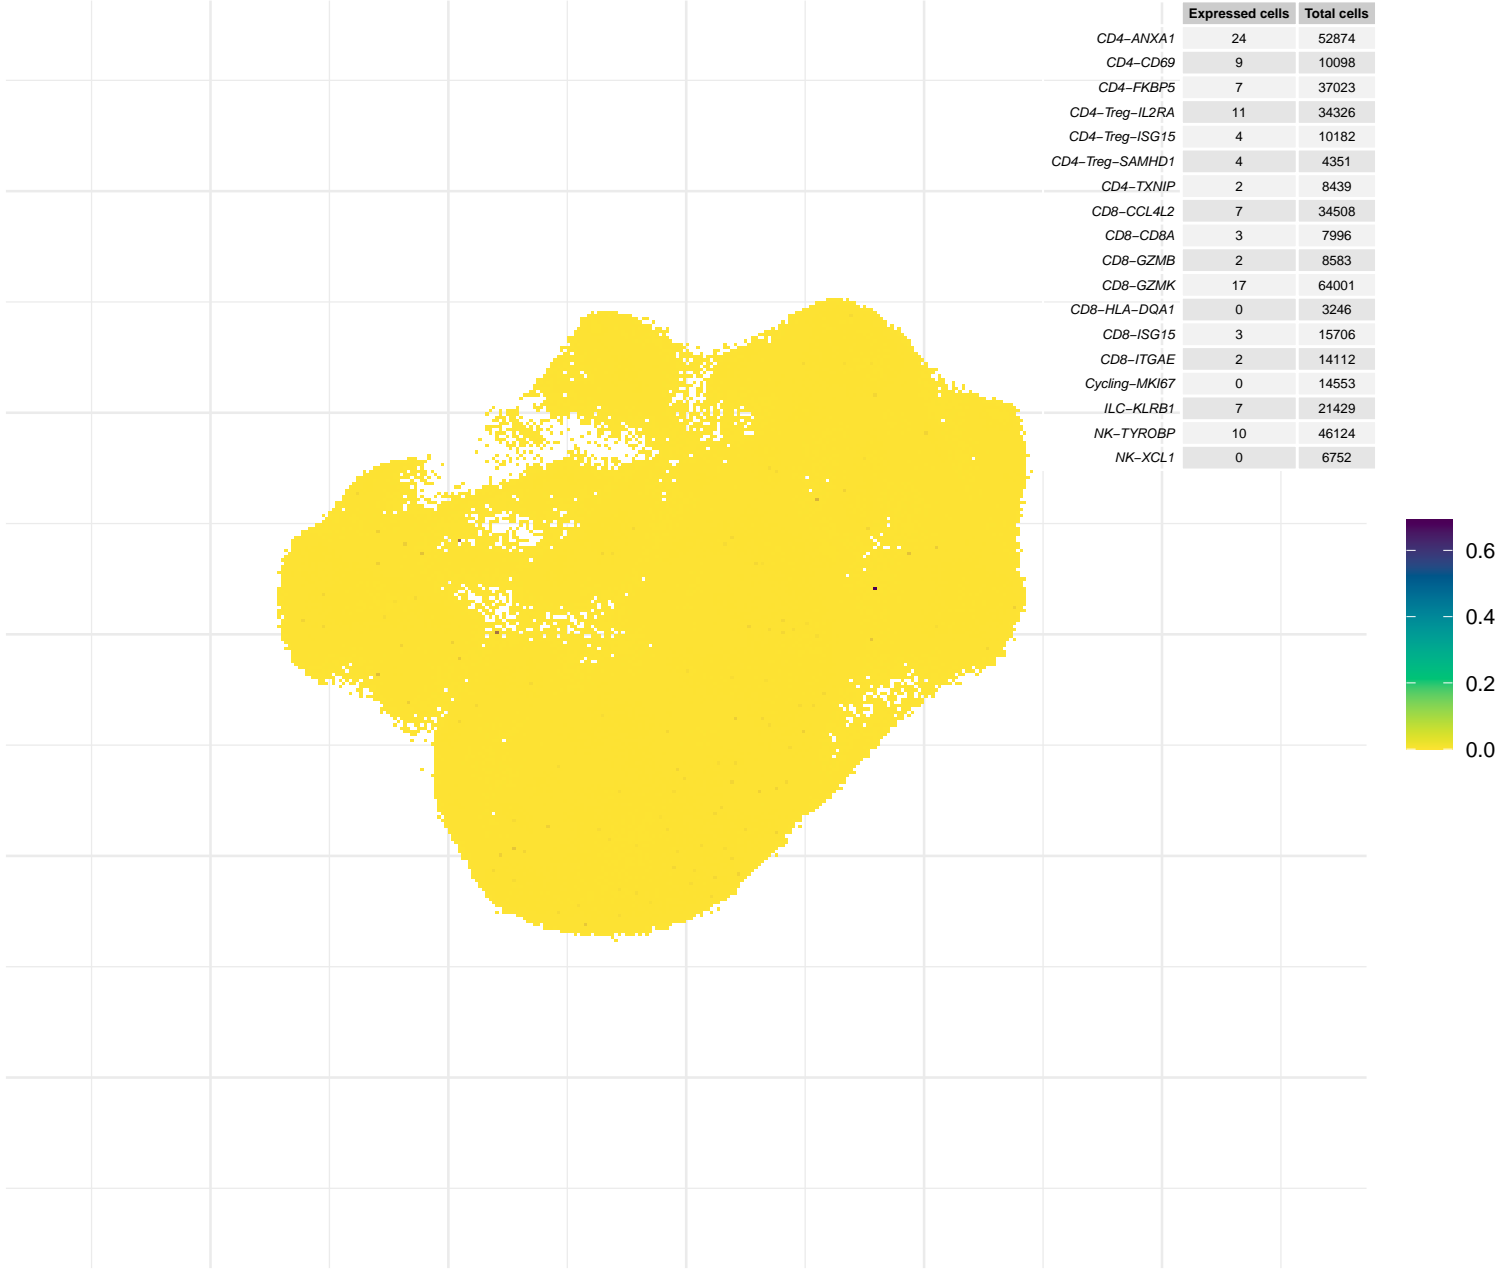 Expressed cells Total cells
CD4−ANXA1 24 52874
CD4−CD69 9 10098
CD4−FKBP5 7 37023
CD4−Treg−IL2RA 11 34326
CD4−Treg−ISG15 4 10182
CD4−Treg−SAMHD1 4 4351
CD4−TXNIP 2 8439
CD8−CCL4L2 7 34508
CD8−CD8A 3 7996
CD8−GZMB 2 8583
CD8−GZMK 17 64001
CD8−HLA−DQA1 0 3246
CD8−ISG15 3 15706
CD8−ITGAE 2 14112
Cycling−MKI67 0 14553
ILC−KLRB1 7 21429
NK−TYROBP 10 46124
NK−XCL1 0 6752
0.6
0.4
0.2
0.0